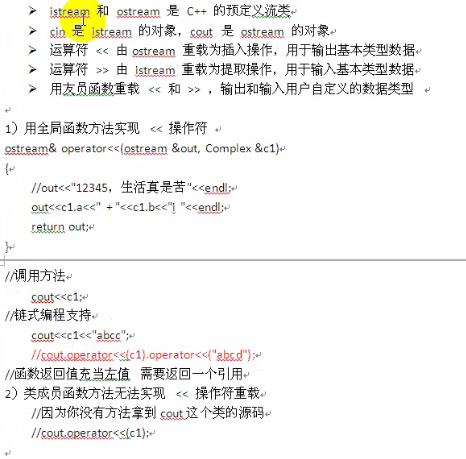 ➢ istream 和 ostream 是 C++ 的预定义流类
➢ cin 是 istream 的对象，cout 是 ostream 的对象
➢ 运算符 << 由 ostream 重载为插入操作，用于输出基本类型数据
➢ 运算符 >> 由 istream 重载为提取操作，用于输入基本类型数据
➢ 用友员函数重载 << 和 >> ，输出和输入用户自定义的数据类型
1）用全局函数方法实现 << 操作符
ostream& operator<<(ostream &out, Complex &c1)
{
//out<<"12345，生活真是苦"<<endl;
out<<c1.a<<" + "<<c1.b<<"i "<<endl;
return out;
}
//调用方法
cout<<c1;
//链式编程支持
cout<<c1<<"abcc";
//cout.operator<<(c1).operator<<("abcd");
//函数返回值充当左值 需要返回一个引用
2）类成员函数方法无法实现 << 操作符重载
//因为你没有方法拿到 cout 这个类的源码
//cout.operator<<(c1);